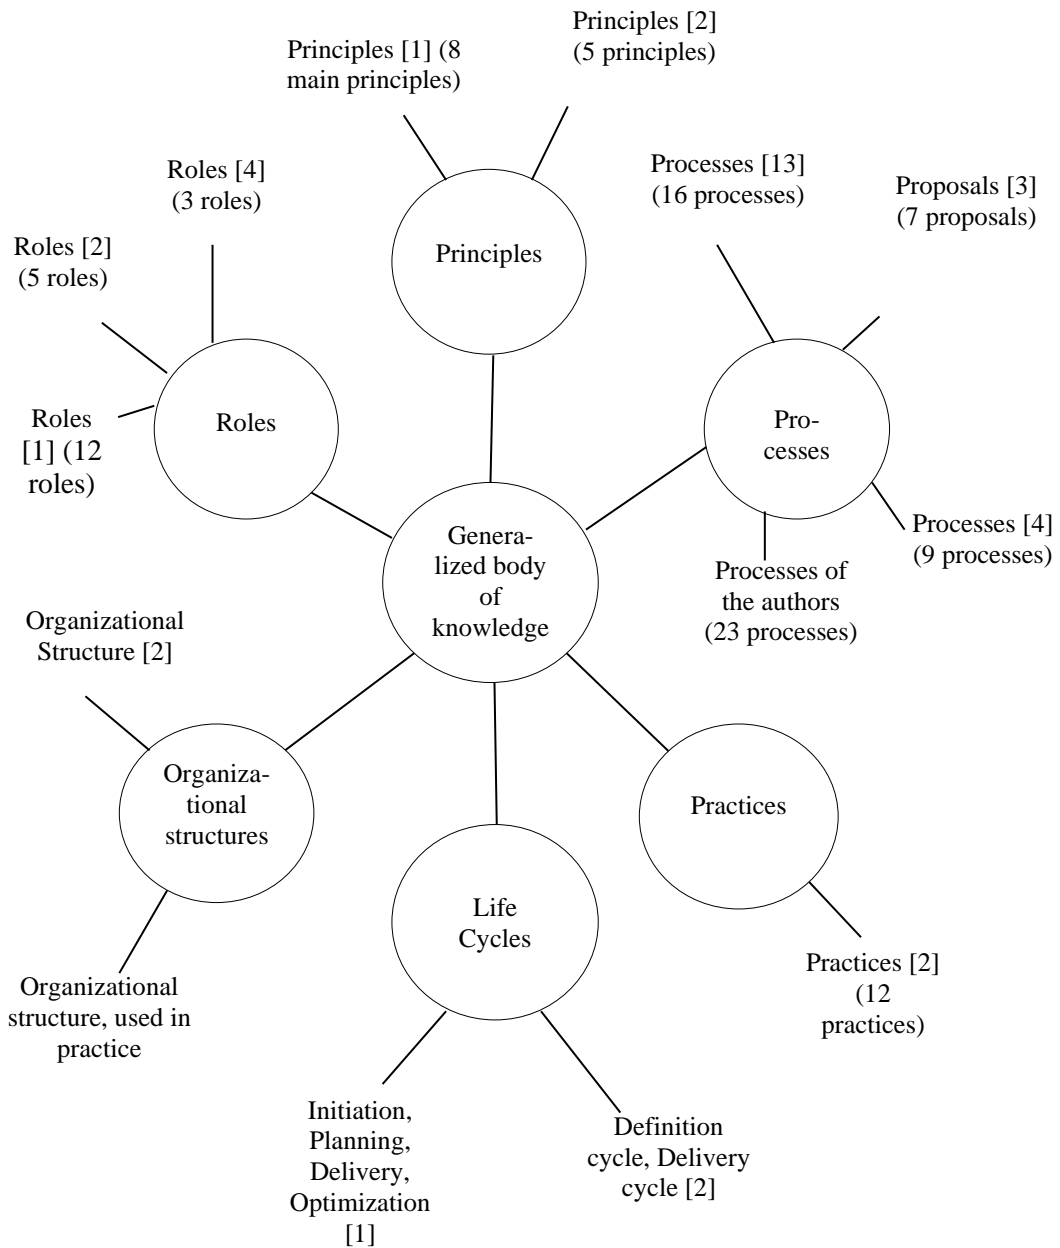 Principles [2]
(5 principles)
Principles [1] (8
main principles)
Processes [13]
(16 processes)
Roles [4]
(3 roles)
Proposals [3]
(7 proposals)
Roles [2]
(5 roles)
Principles
Roles
[1] (12
roles)
Roles
Pro-
cesses
Processes [4]
(9 processes)
Genera-
lized body
of
knowledge
Processes of
the authors
(23 processes)
Organizational
Structure [2]
Organiza-
tional
structures
Practices
Life
Cycles
Practices [2]
(12
practices)
Organizational
structure, used in
practice
Initiation,
Planning,
Delivery,
Optimization
[1]
Definition
cycle, Delivery
cycle [2]